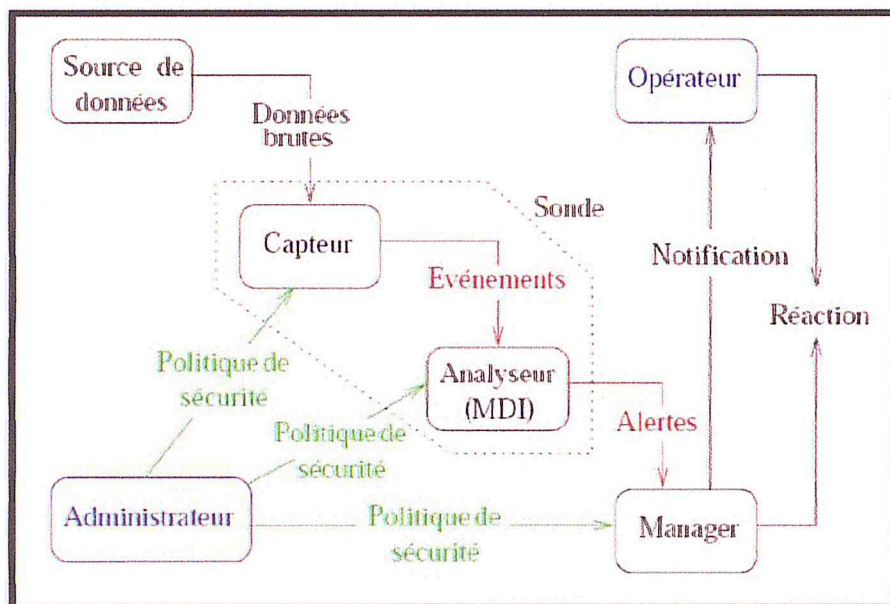 Source de
données
Opérateur
Données
brutes
Sonde
Capteur
Notification
Evénements
Réaction
Politique de
sécurité
Analyseur
(MDI)
Politique de
sécurité
Alertes
Administrateur
Politique de
sécurité
Manager